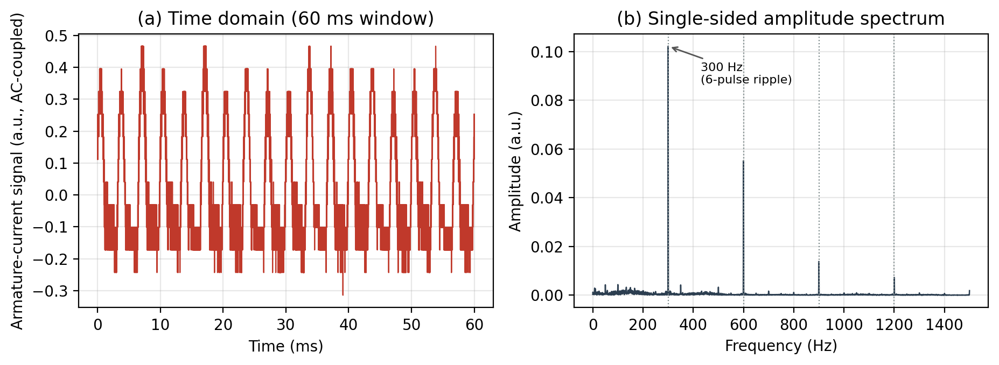 (a) Time domain (60 ms window)
Armature-current signal (a.u., AC-coupled)
0.5
0.4
0.3
0.2
0.1
0.0
−0.1
−0.2
−0.3
0 10 20 30 40 50 60
Time (ms)
(b) Single-sided amplitude spectrum
Amplitude (a.u.)
0.10
0.08
0.06
0.04
0.02
0.00
300 Hz
(6-pulse ripple)
0 200 400 600 800 1000 1200 1400
Frequency (Hz)